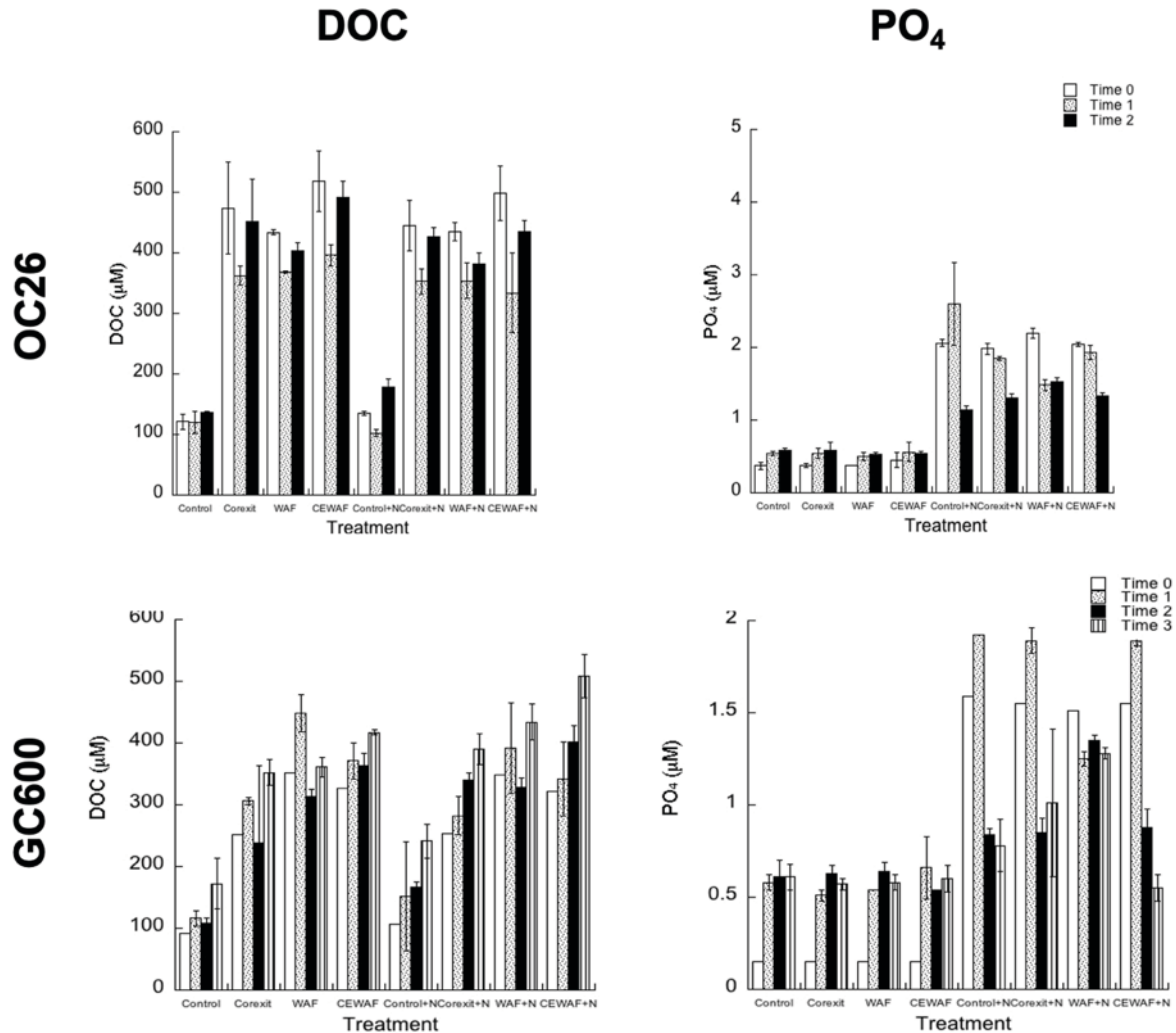 DOC
PO4
OC26
600
500
400
300
200
100
0
DOC (μM)
Control Corexit WAF CEWAF Control+N Corexit+N WAF+N CEWAF+N
Treatment
Time 0
Time 1
Time 2
5
4
3
2
1
0
PO4 (μM)
Control Corexit WAF CEWAF Control+N Corexit+N WAF+N CEWAF+N
Treatment
GC600
600
500
400
300
200
100
0
DOC (μM)
Control Corexit WAF CEWAF Control+N Corexit+N WAF+N CEWAF+N
Treatment
Time 0
Time 1
Time 2
Time 3
2
1.5
1
0.5
0
PO4 (μM)
Control Corexit WAF CEWAF Control+N Corexit+N WAF+N CEWAF+N
Treatment